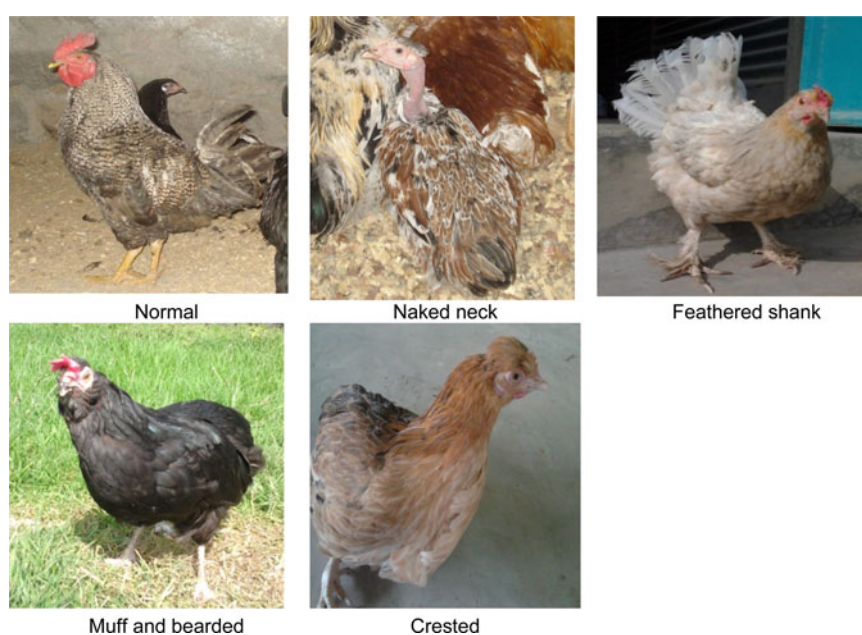 Normal
Naked neck
Feathered shank
Muff and bearded
Crested